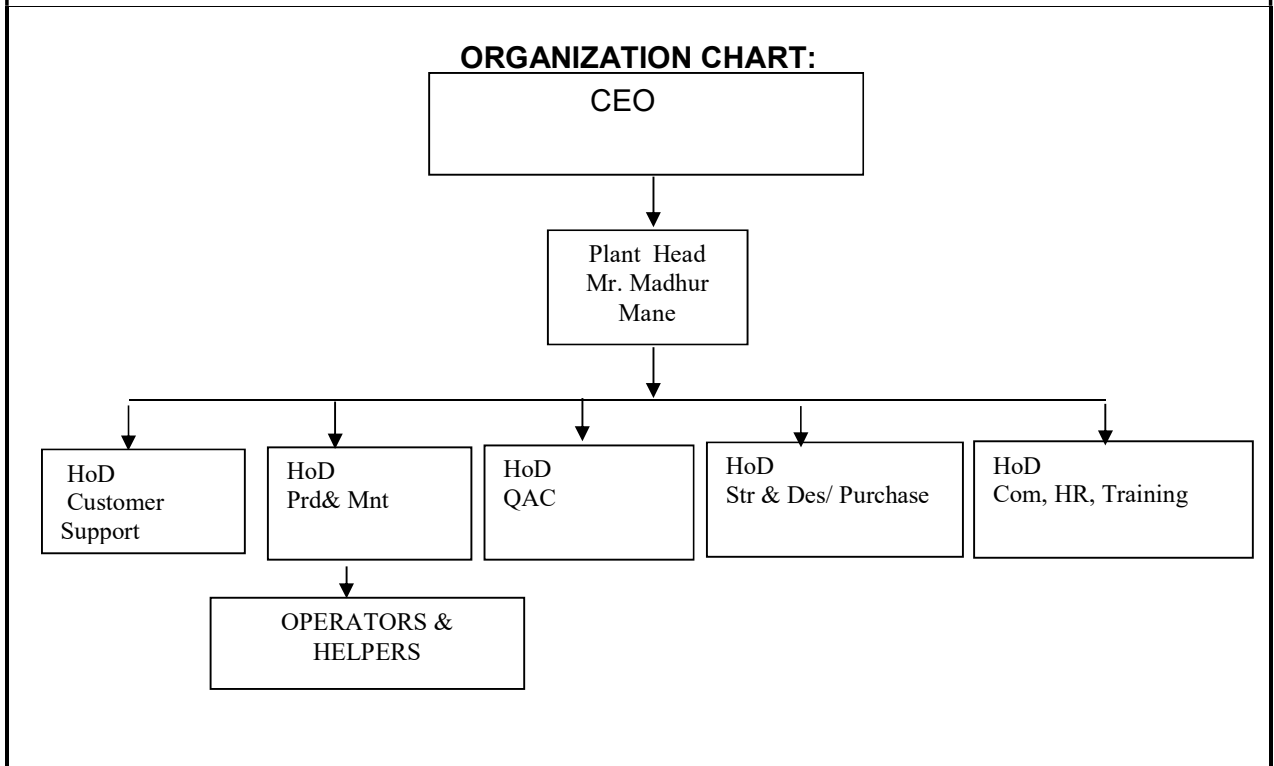 ORGANIZATION CHART:
CEO
Plant Head
Mr. Madhur
Mane
HoD
Customer
Support
HoD
Prd& Mnt
HoD
QAC
HoD
Str & Des/ Purchase
HoD
Com, HR, Training
OPERATORS &
HELPERS